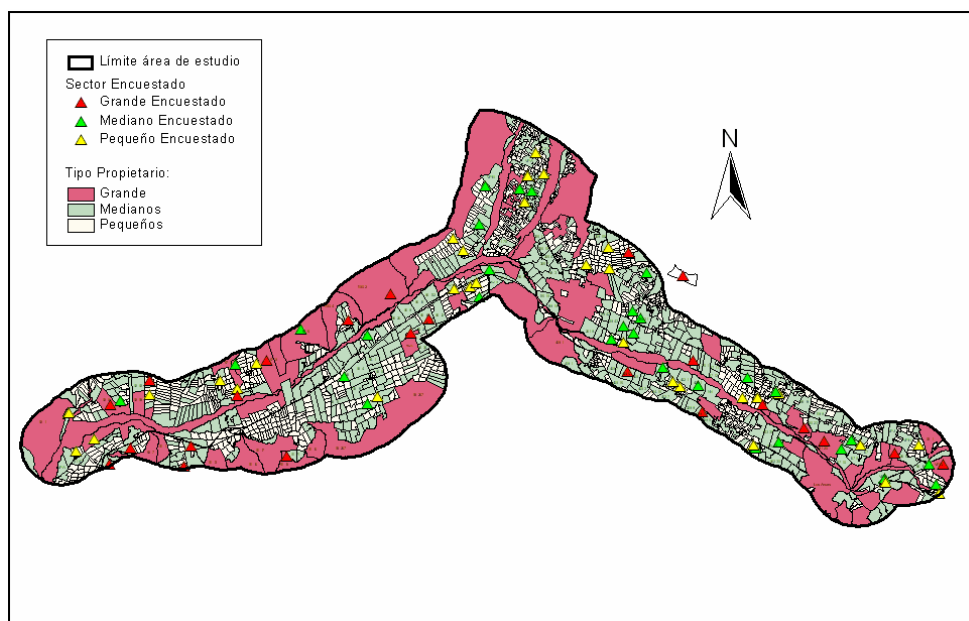 Límite área de estudio
Sector Encuestado
Grande Encuestado
Mediano Encuestado
Pequeño Encuestado
Tipo Propietario:
Grande
Medianos
Pequeños
N